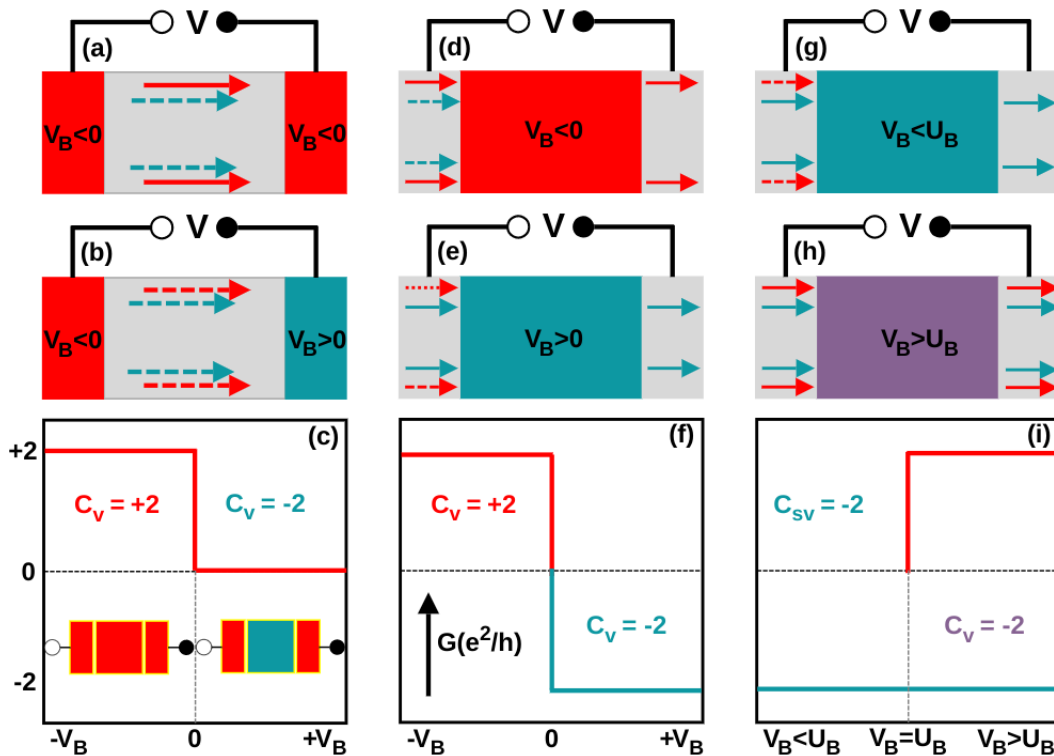 V
(a)
V_B<0
V_B<0
V
(b)
V_B<0
V_B>0
+2
(c)
C_v = +2
C_v = -2
0
-2
-V_B
0
+V_B
V
(d)
V_B<0
V
(e)
V_B>0
(f)
C_v = +2
C_v = -2
G(e²/h)
-V_B
0
+V_B
V
(g)
V_B<U_B
V
(h)
V_B>U_B
(i)
C_sv = -2
C_v = -2
V_B<U_B
V_B=U_B
V_B>U_B